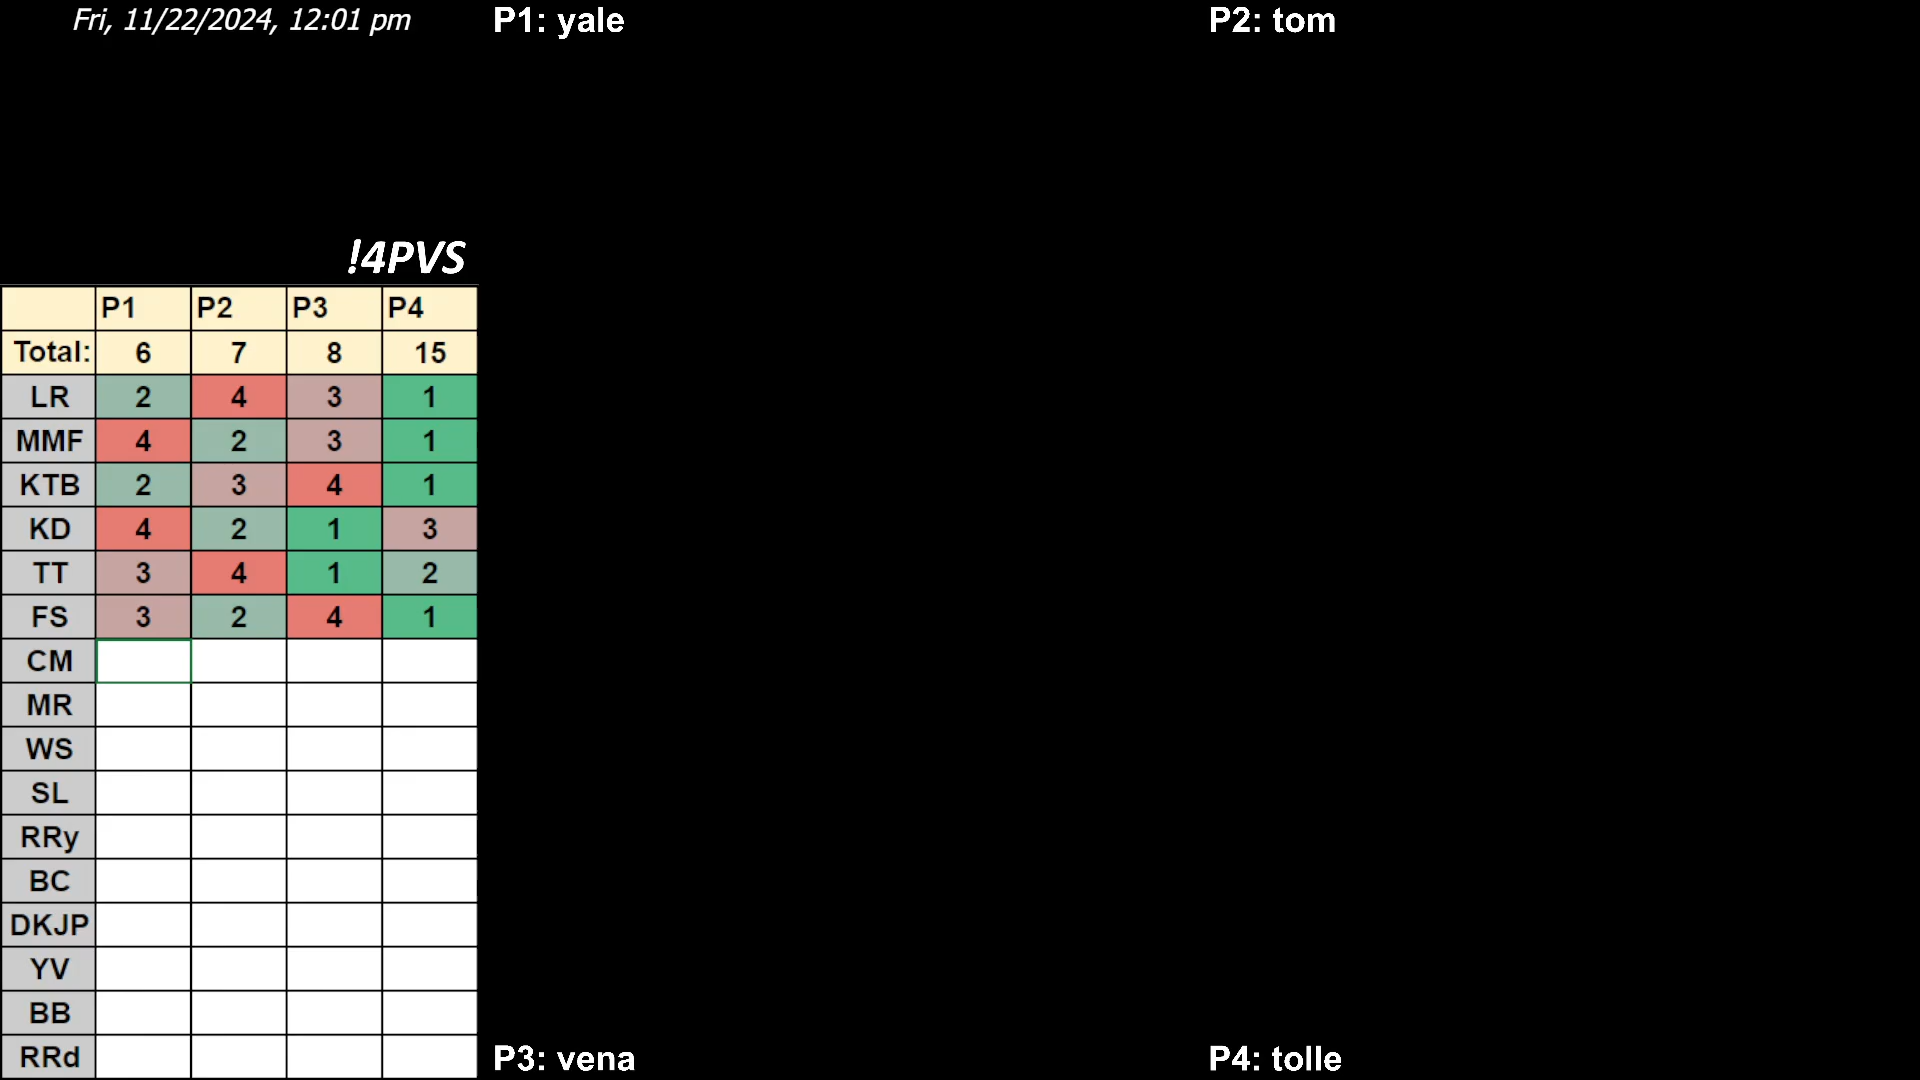 Fri, 11/22/2024, 12:01 pm
P1: yale
P2: tom
!4PVS
P1 P2 P3 P4
Total: 6 7 8 15
LR 2 4 3 1
MMF 4 2 3 1
KTB 2 3 4 1
KD 4 2 1 3
TT 3 4 1 2
FS 3 2 4 1
CM
MR
WS
SL
RRy
BC
DKJP
YV
BB
RRd
P3: vena
P4: tolle